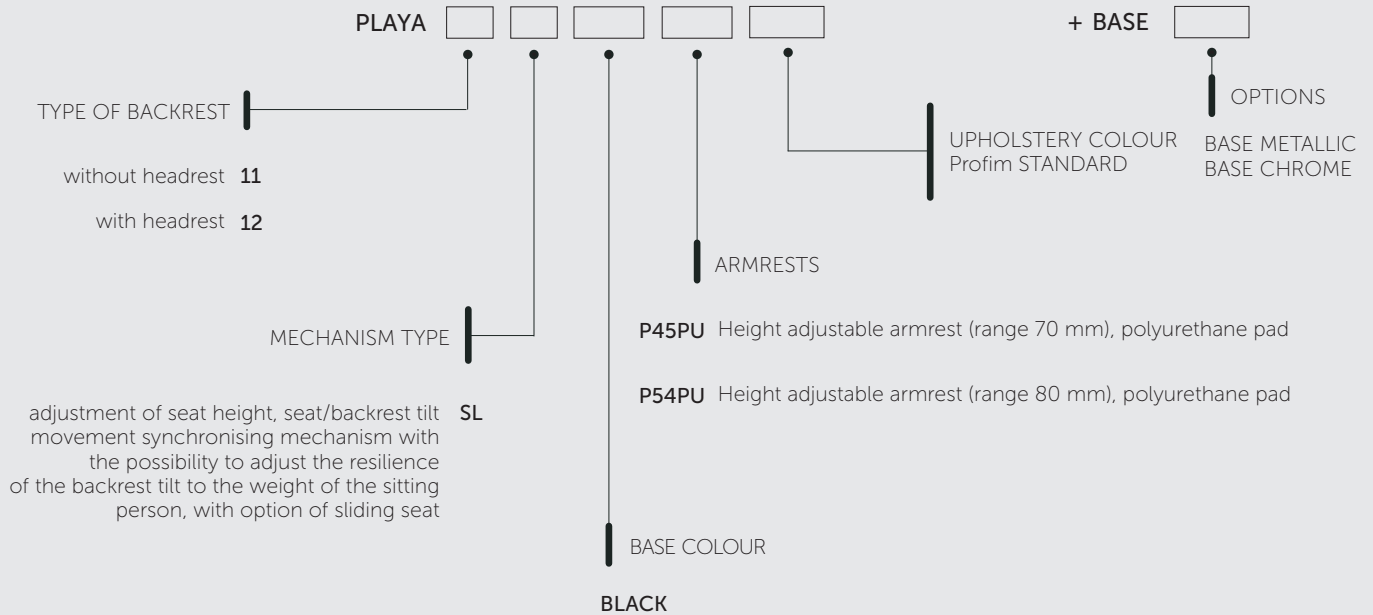 PLAYA + BASE
TYPE OF BACKREST
without headrest 11
with headrest 12
OPTIONS
BASE METALLIC
BASE CHROME
UPHOLSTERY COLOUR
Profim STANDARD
ARMRESTS
P45PU Height adjustable armrest (range 70 mm), polyurethane pad
P54PU Height adjustable armrest (range 80 mm), polyurethane pad
MECHANISM TYPE
adjustment of seat height, seat/backrest tilt SL
movement synchronising mechanism with
the possibility to adjust the resilience
of the backrest tilt to the weight of the sitting
person, with option of sliding seat
BASE COLOUR
BLACK